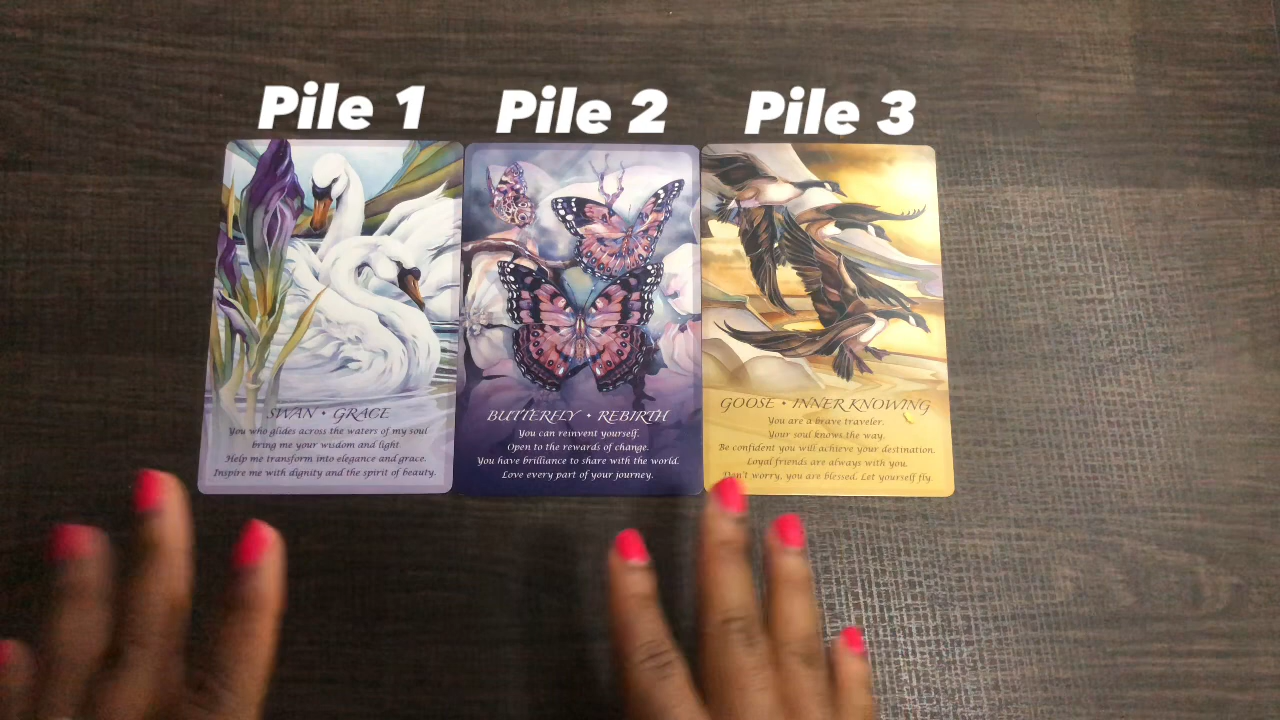 Pile 1
Pile 2
Pile 3
SWAN • GRACE
You who glides across the waters of my soul
bring me your wisdom and light.
Help me transform into elegance and grace.
Inspire me with dignity and the spirit of beauty.
BUTTERFLY • REBIRTH
You can reinvent yourself.
Open to the rewards of change.
You have brilliance to share with the world.
Love every part of your journey.
GOOSE • INNER KNOWING
You are a brave traveler.
Your soul knows the way.
Be confident you will achieve your destination.
Loyal friends are always with you.
Don't worry, you are blessed. Let yourself fly.